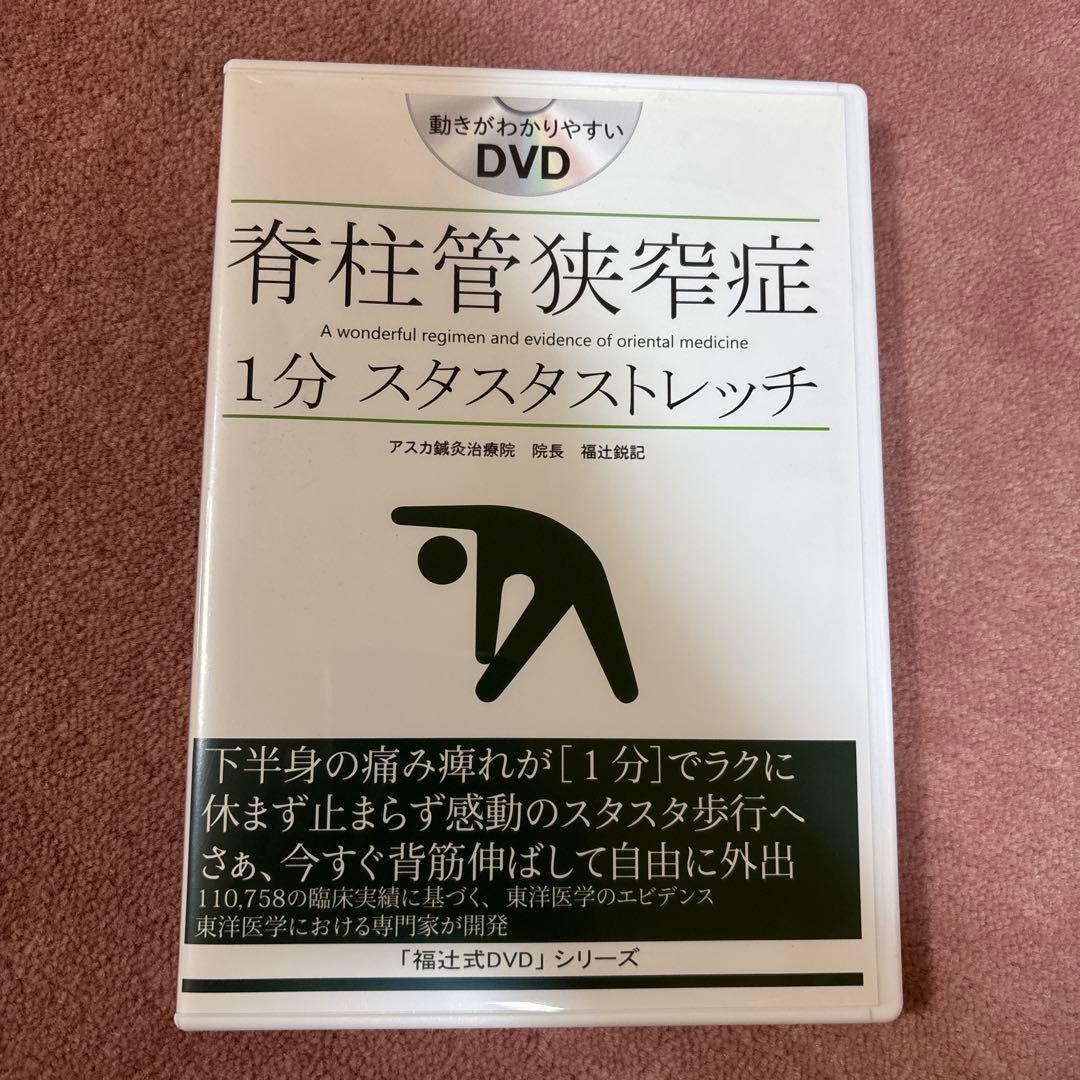 動きがわかりやすい
DVD
脊柱管狭窄症
A wonderful regimen and evidence of oriental medicine
1分 スタスタストレッチ
アスカ鍼灸治療院 院長 福辻鋭記
下半身の痛み痺れが[1分]でラクに
休まず止まらず感動のスタスタ歩行へ
さぁ、今すぐ背筋伸ばして自由に外出
110,758の臨床実績に基づく、東洋医学のエビデンス
東洋医学における専門家が開発
「福辻式DVD」シリーズ